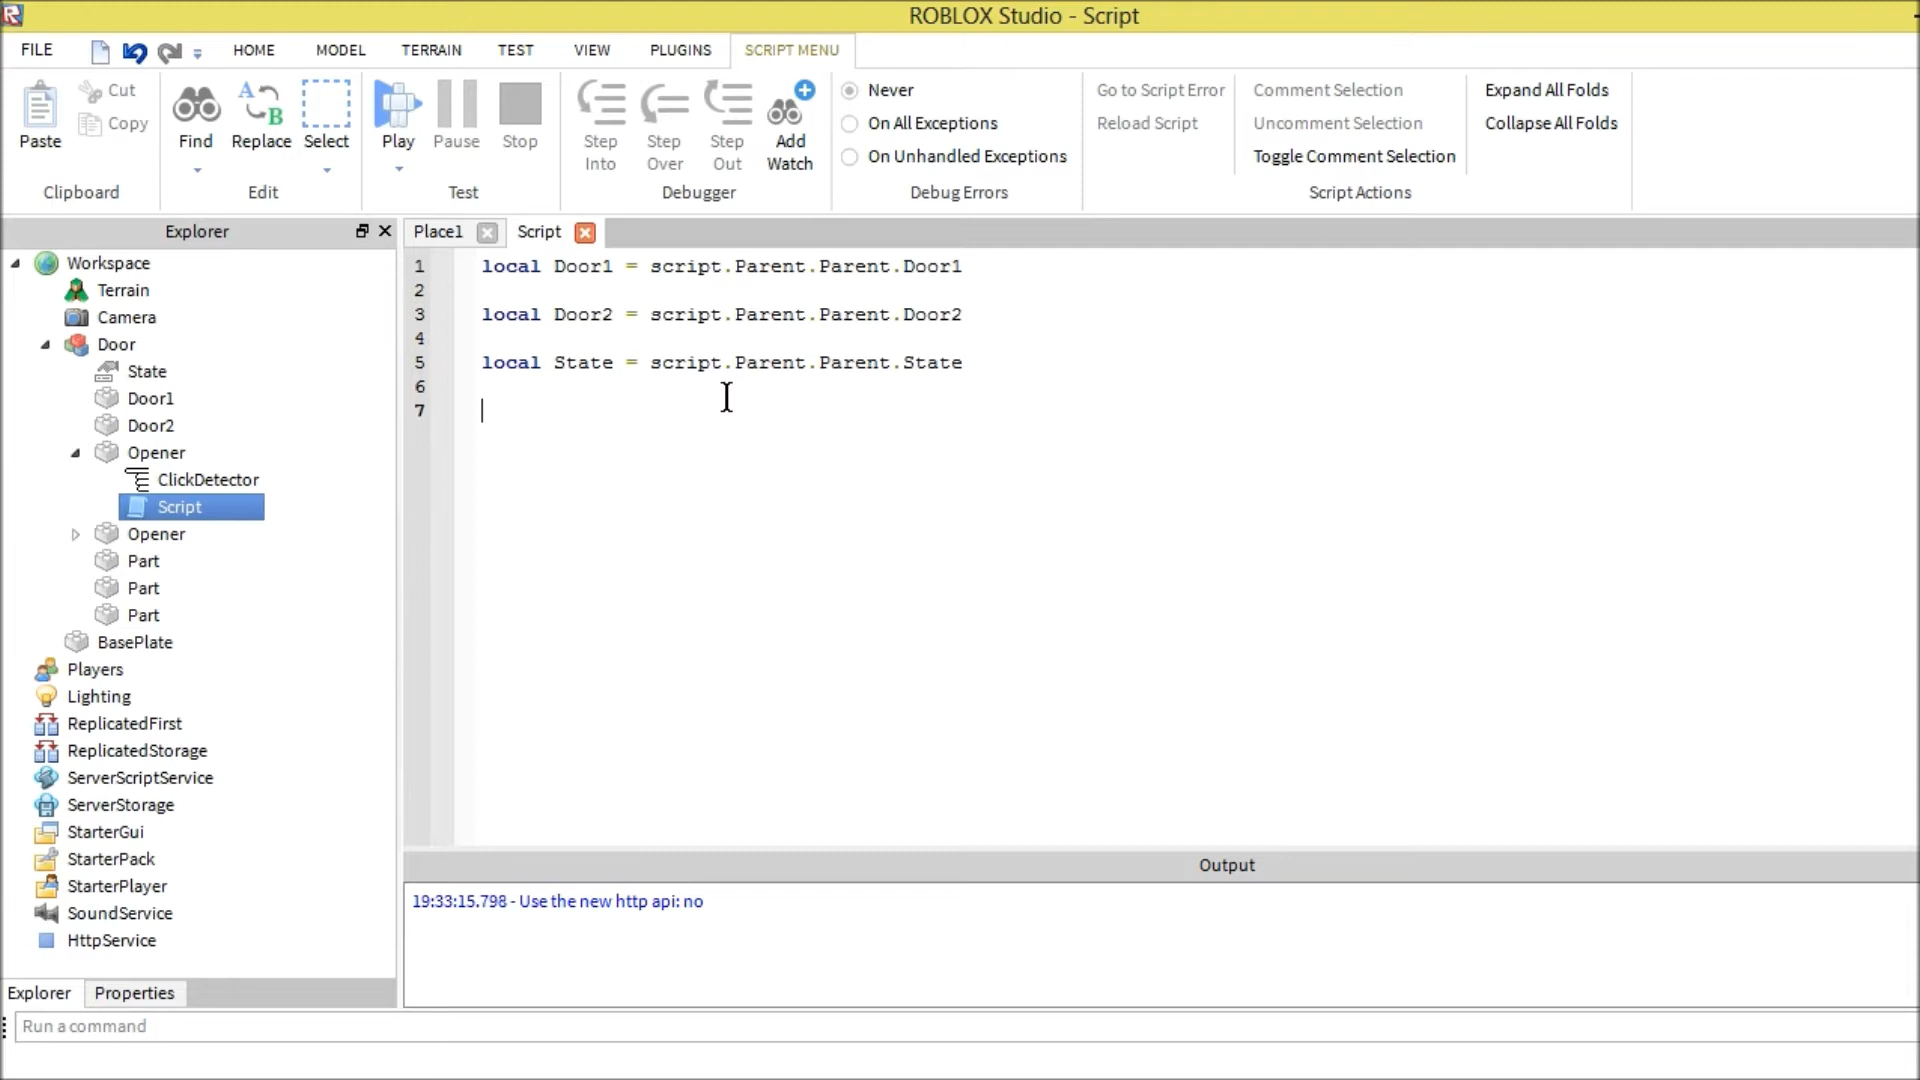 ROBLOX Studio - Script
FILE HOME MODEL TERRAIN TEST VIEW PLUGINS SCRIPT MENU
Paste
Cut
Copy
Clipboard
Find
Replace
Select
Edit
Play
Pause
Stop
Test
Step Into
Step Over
Step Out
Add Watch
Debugger
Never
On All Exceptions
On Unhandled Exceptions
Debug Errors
Go to Script Error
Reload Script
Comment Selection
Uncomment Selection
Toggle Comment Selection
Script Actions
Expand All Folds
Collapse All Folds
Explorer
Workspace
Terrain
Camera
Door
State
Door1
Door2
Opener
ClickDetector
Script
Opener
Part
Part
Part
BasePlate
Players
Lighting
ReplicatedFirst
ReplicatedStorage
ServerScriptService
ServerStorage
StarterGui
StarterPack
StarterPlayer
SoundService
HttpService
Explorer Properties
Place1 Script
1 local Door1 = script.Parent.Parent.Door1
2
3 local Door2 = script.Parent.Parent.Door2
4
5 local State = script.Parent.Parent.State
6
7
Output
19:33:15.798 - Use the new http api: no
Run a command